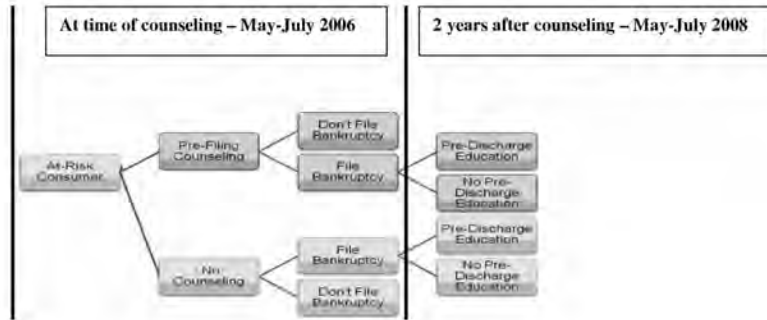 At time of counseling – May-July 2006
2 years after counseling – May-July 2008
At-Risk
Consumer
Pre-Filing
Counseling
Don't File
Bankruptcy
File
Bankruptcy
Pre-Discharge
Education
No Pre-
Discharge
Education
No
Counseling
File
Bankruptcy
Don't File
Bankruptcy
Pre-Discharge
Education
No Pre-
Discharge
Education